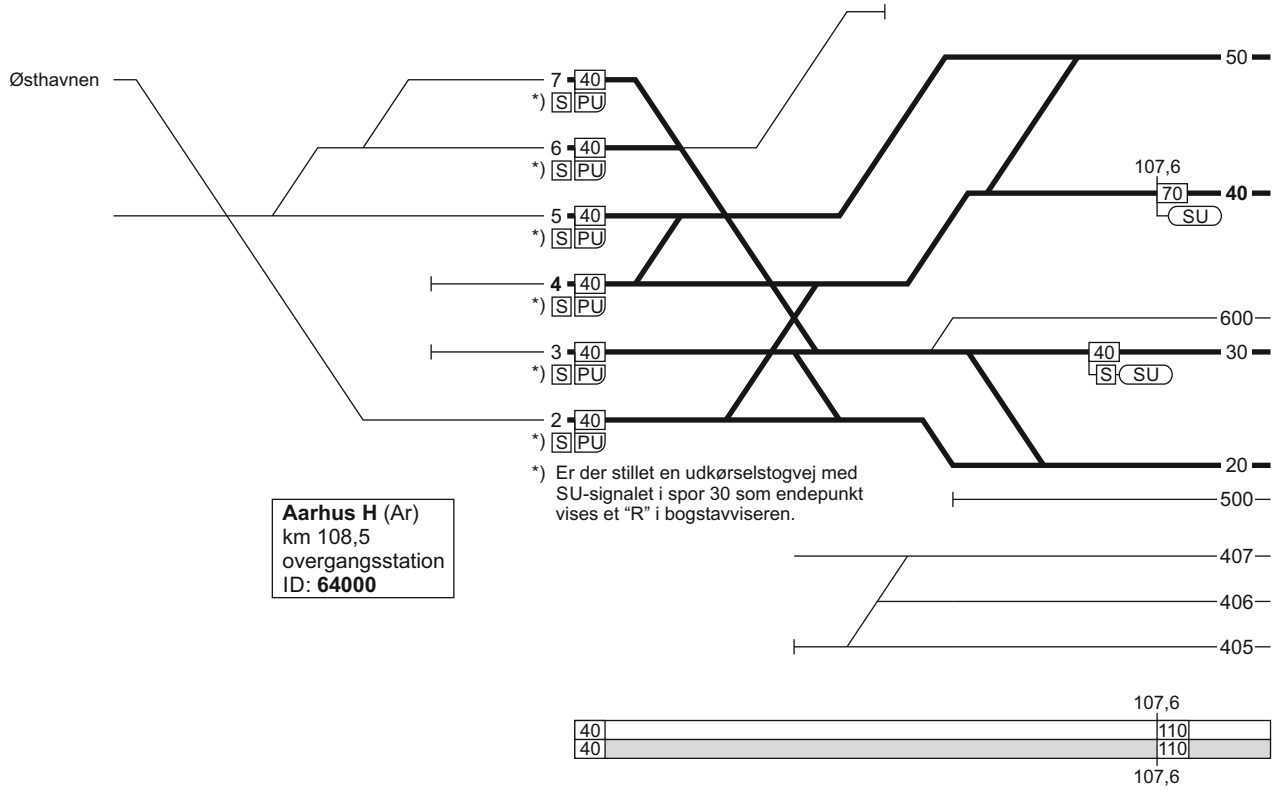 50
Østhavnen
7 40
*) S PU
6 40
*) S PU
107,6
70 40
SU
5 40
*) S PU
4 40
*) S PU
600
3 40
*) S PU
40 30
S SU
2 40
*) S PU
20
*) Er der stillet en udkørselstogvej med
SU-signalet i spor 30 som endepunkt
vises et “R” i bogstavviseren.
500
Aarhus H (Ar)
km 108,5
overgangsstation
ID: 64000
407
406
405
107,6
40 110
40 110
107,6